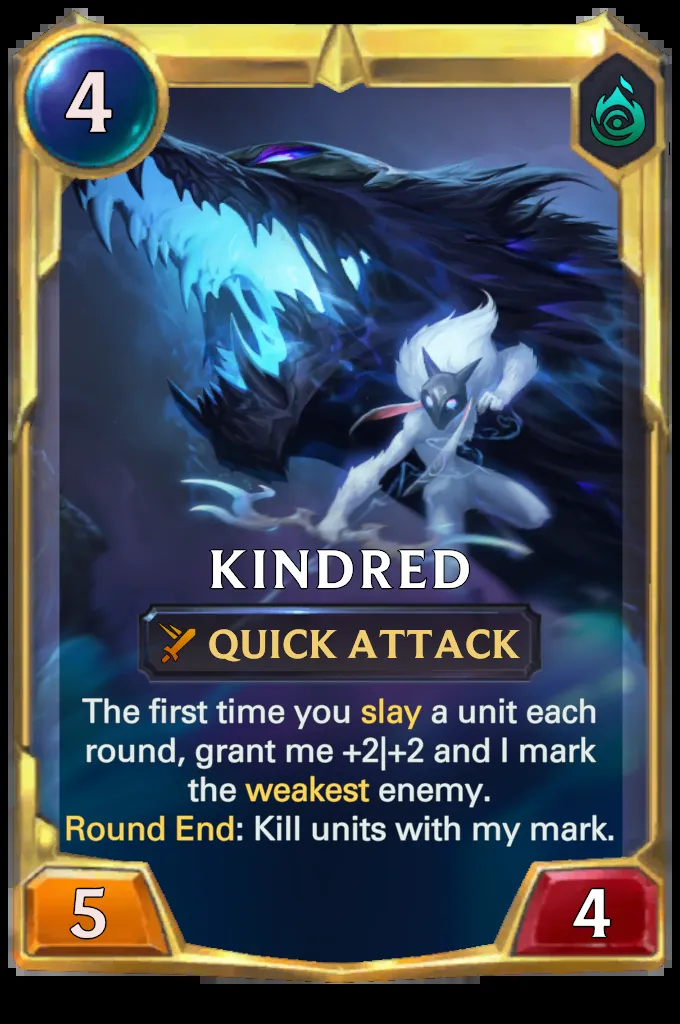 4
KINDRED
QUICK ATTACK
The first time you slay a unit each
round, grant me +2|+2 and I mark
the weakest enemy.
Round End: Kill units with my mark.
5
4